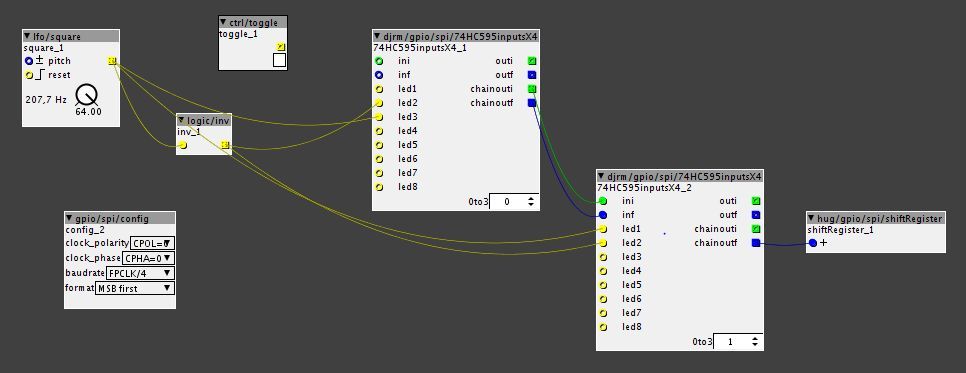 lfo/square
square_1
± pitch
reset
207,7 Hz
64.00
ctrl/toggle
toggle_1
logic/inv
inv_1
gpio/spi/config
config_2
clock_polarity CPOL=0
clock_phase CPHA=0
baudrate FPCLK/4
format MSB first
djrm/gpio/spi/74HC595inputsX4
74HC595inputsX4_1
ini outi
inf outf
led1 chainouti
led2 chainoutf
led3
led4
led5
led6
led7
led8
0to3 0
djrm/gpio/spi/74HC595inputsX4
74HC595inputsX4_2
ini outi
inf outf
led1 chainouti
led2 chainoutf
led3
led4
led5
led6
led7
led8
0to3 1
hug/gpio/spi/shiftRegister
shiftRegister_1
+